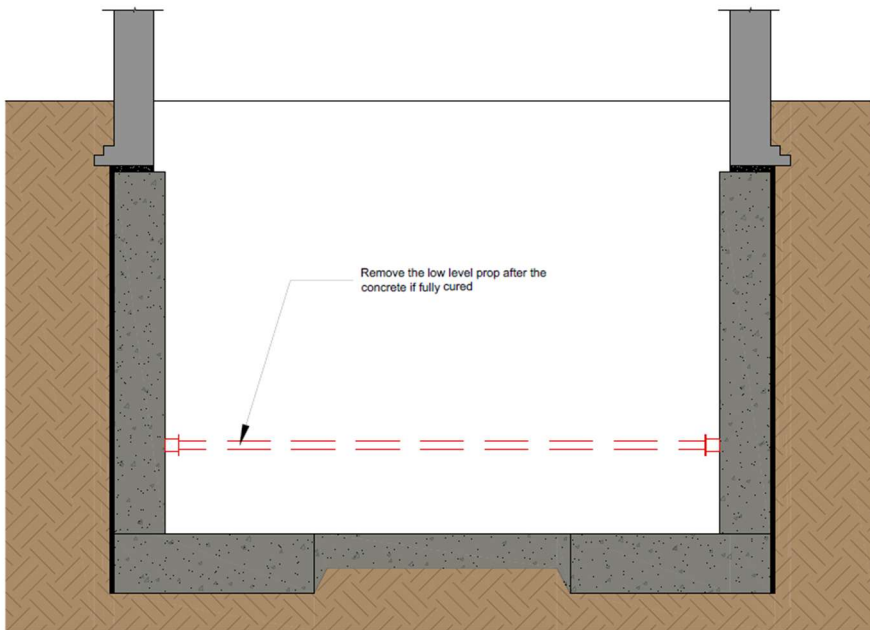 Remove the low level prop after the
concrete if fully cured